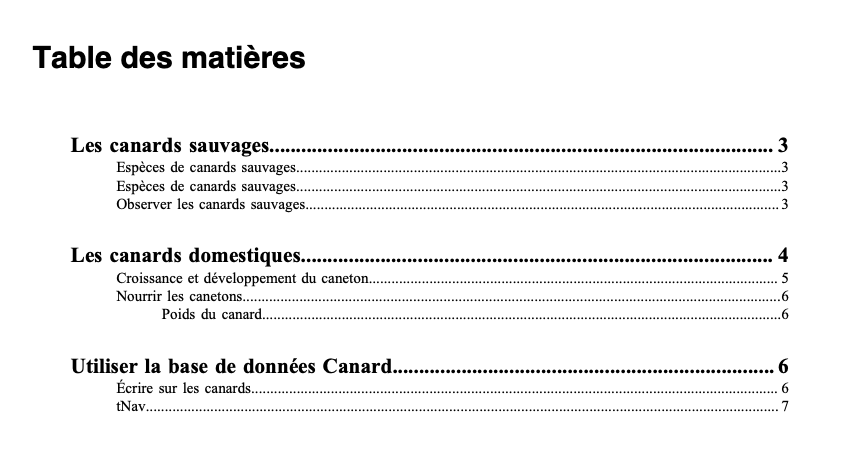 Table des matières
Les canards sauvages.................................................................................................. 3
Espèces de canards sauvages.................................................................................................................................3
Espèces de canards sauvages.................................................................................................................................3
Observer les canards sauvages.............................................................................................................................. 3
Les canards domestiques............................................................................................ 4
Croissance et développement du caneton............................................................................................................. 5
Nourrir les canetons...............................................................................................................................................6
Poids du canard..........................................................................................................................................6
Utiliser la base de données Canard.......................................................................... 6
Écrire sur les canards............................................................................................................................................ 6
tNav........................................................................................................................................................................ 7